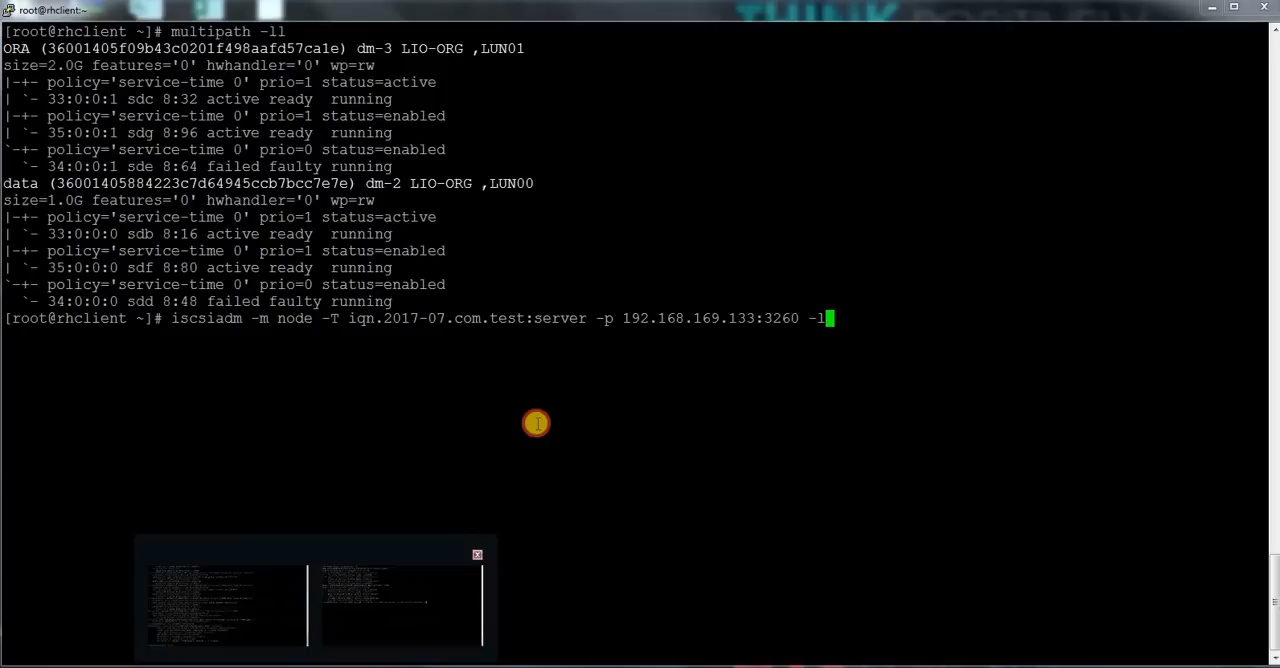 root@rhclient:~
THINK POSITIVELY
[root@rhclient ~]# multipath -ll
ORA (36001405f09b43c0201f498aafd57ca1e) dm-3 LIO-ORG ,LUN01
size=2.0G features='0' hwhandler='0' wp=rw
|-+- policy='service-time 0' prio=1 status=active
| `- 33:0:0:1 sdc 8:32 active ready  running
|-+- policy='service-time 0' prio=1 status=enabled
| `- 35:0:0:1 sdg 8:96 active ready  running
`-+- policy='service-time 0' prio=0 status=enabled
  `- 34:0:0:1 sde 8:64 failed faulty running
data (36001405884223c7d64945ccb7bcc7e7e) dm-2 LIO-ORG ,LUN00
size=1.0G features='0' hwhandler='0' wp=rw
|-+- policy='service-time 0' prio=1 status=active
| `- 33:0:0:0 sdb 8:16 active ready  running
|-+- policy='service-time 0' prio=1 status=enabled
| `- 35:0:0:0 sdf 8:80 active ready  running
`-+- policy='service-time 0' prio=0 status=enabled
  `- 34:0:0:0 sdd 8:48 failed faulty running
[root@rhclient ~]# iscsiadm -m node -T iqn.2017-07.com.test:server -p 192.168.169.133:3260 -l